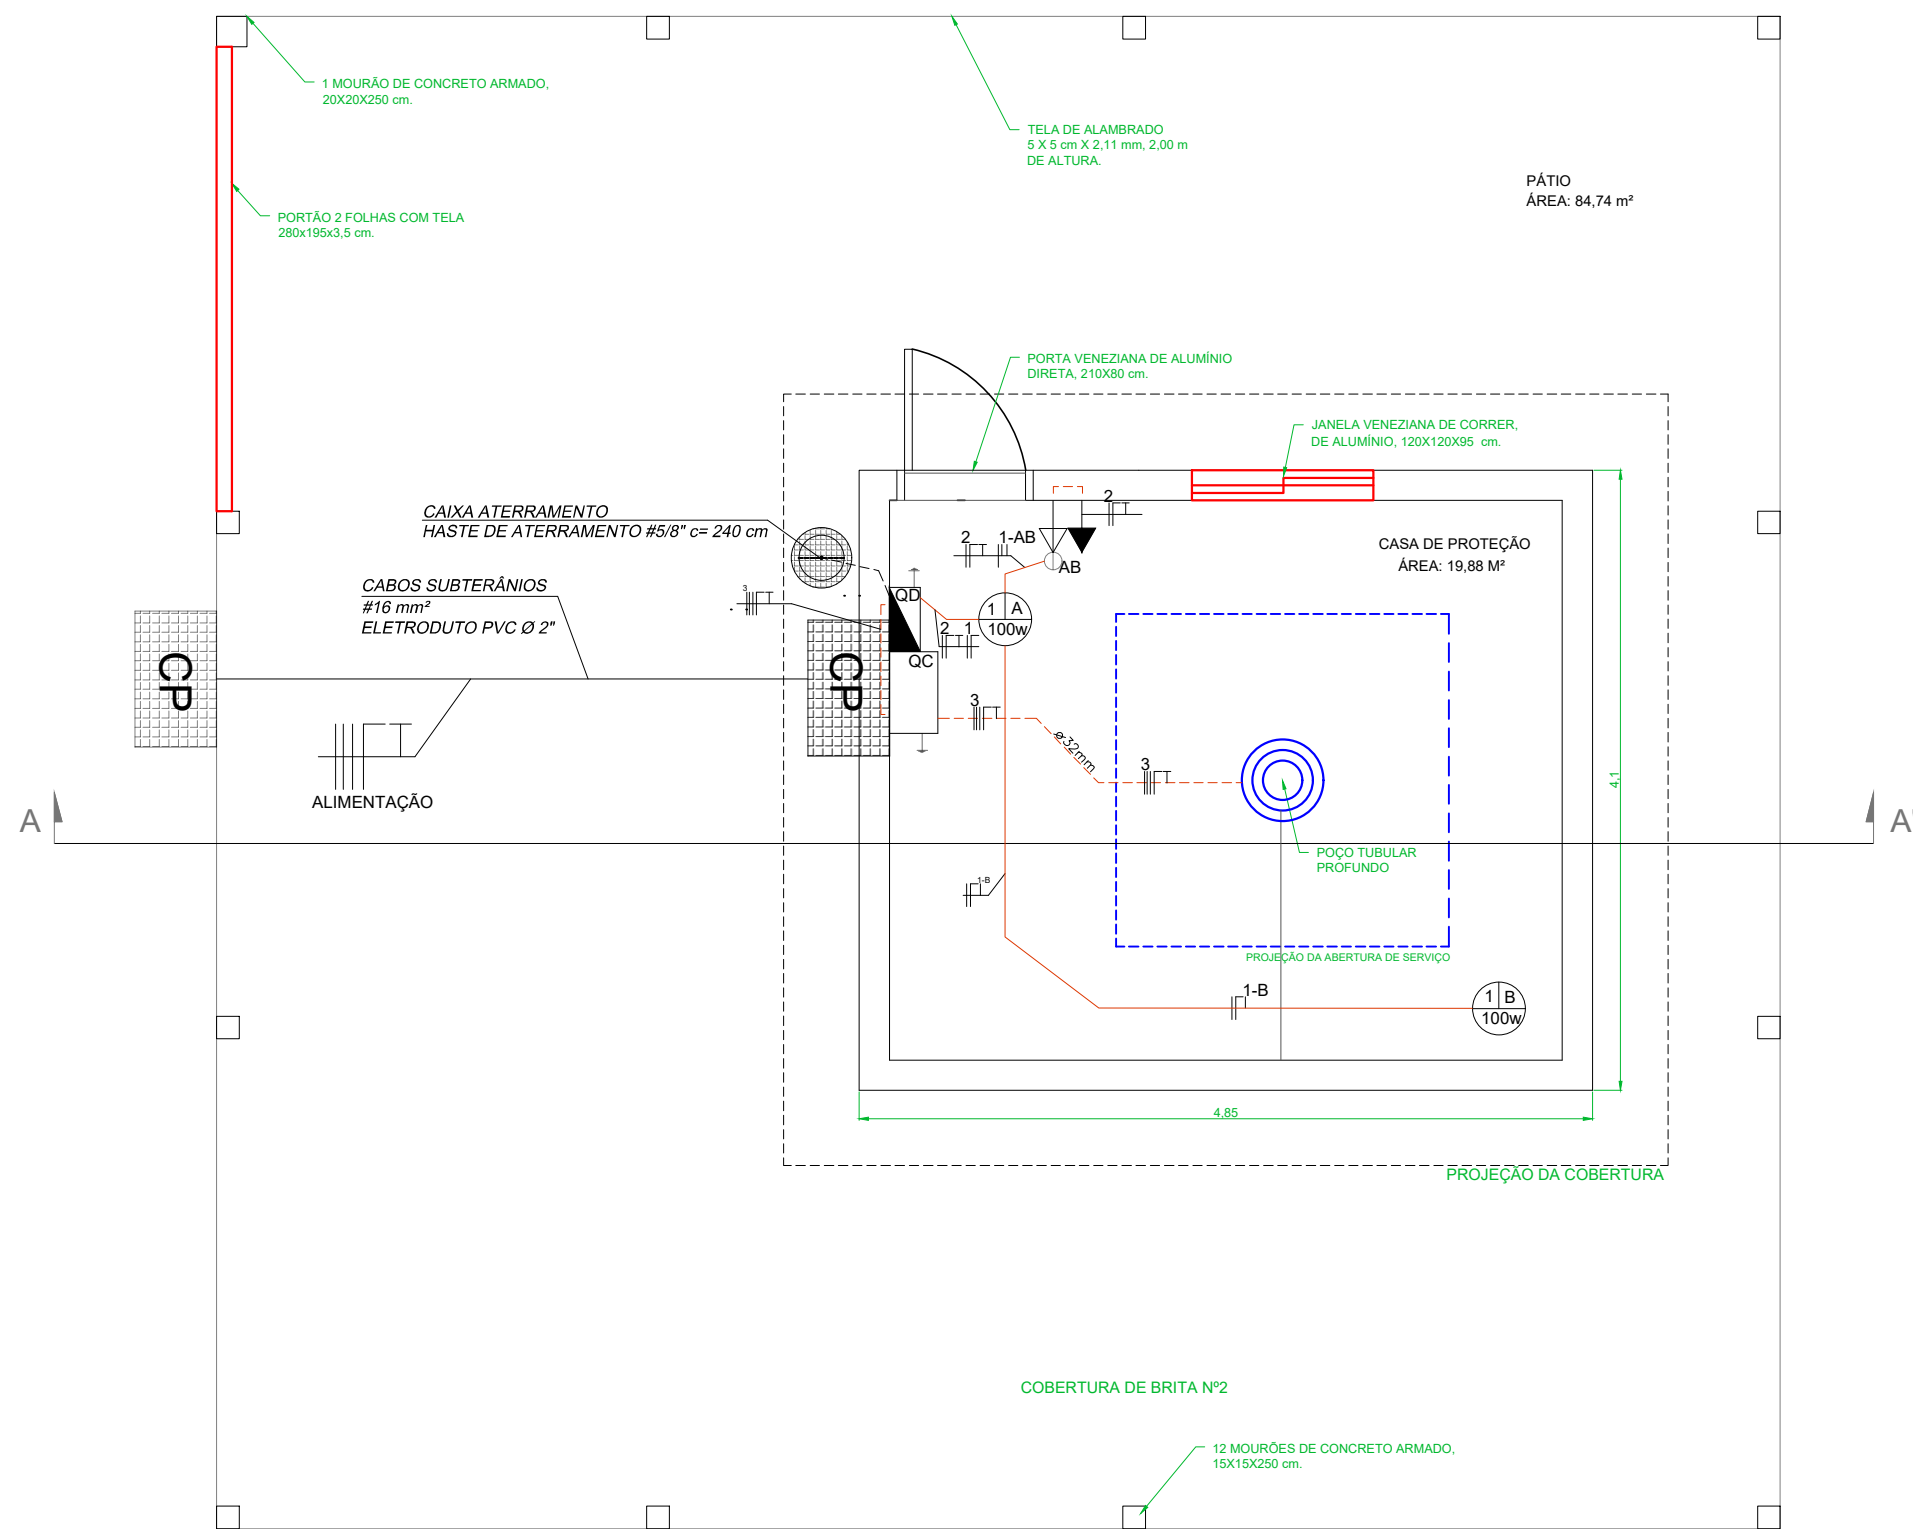 1 MOURÃO DE CONCRETO ARMADO,
20X20X250 cm.
TELA DE ALAMBRADO
5 X 5 cm X 2,11 mm, 2,00 m
DE ALTURA.
PÁTIO
ÁREA: 84,74 m²
PORTÃO 2 FOLHAS COM TELA
280x195x3,5 cm.
PORTA VENEZIANA DE ALUMÍNIO
DIRETA, 210X80 cm.
JANELA VENEZIANA DE CORRER,
DE ALUMÍNIO, 120X120X95 cm.
CAIXA ATERRAMENTO
HASTE DE ATERRAMENTO #5/8" c= 240 cm
2
2
1-AB
AB
CASA DE PROTEÇÃO
ÁREA: 19,88 M²
CABOS SUBTERÂNIOS
#16 mm²
ELETRODUTO PVC Ø 2"
3
QD
1 A
100w
2 1
QC
CP
CP
3
ø32mm
3
4,1
ALIMENTAÇÃO
A
A'
POÇO TUBULAR
PROFUNDO
1-B
PROJEÇÃO DA ABERTURA DE SERVIÇO
1-B
1 B
100w
4,85
PROJEÇÃO DA COBERTURA
COBERTURA DE BRITA Nº2
12 MOURÕES DE CONCRETO ARMADO,
15X15X250 cm.